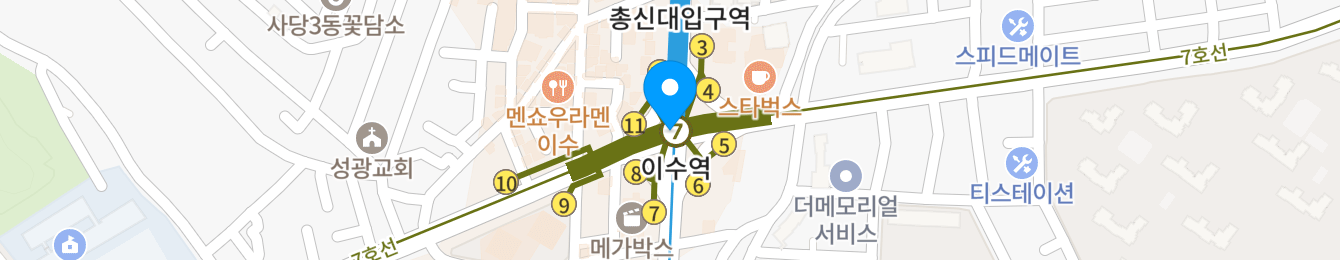 사당3동꽃담소
총신대입구역
3
스피드메이트
7호선
4
스타벅스
멘쇼우라멘
이수
11
7
5
성광교회
이수역
8
6
10
9
7
티스테이션
더메모리얼
서비스
메가박스
7호선